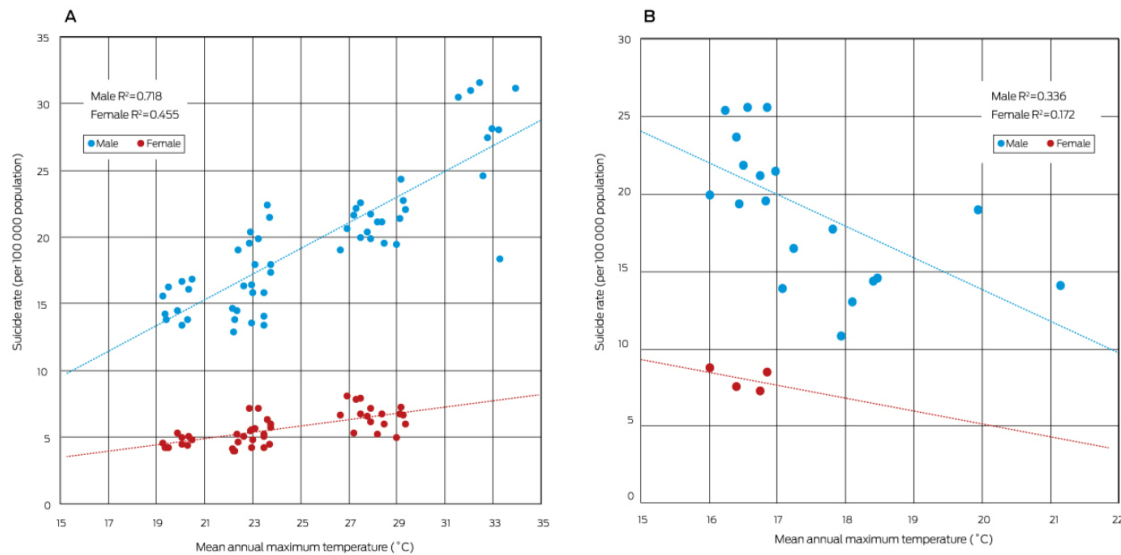 A
35
30
25
20
15
10
5
0
Suicide rate (per 100 000 population)
Male R²=0.718
Female R²=0.455
Male Female
15 17 19 21 23 25 27 29 31 33 35
Mean annual maximum temperature (˚C)
B
30
25
20
15
10
5
0
Suicide rate (per 100 000 population)
Male R²=0.336
Female R²=0.172
Male Female
15 16 17 18 19 20 21 22
Mean annual maximum temperature (˚C)